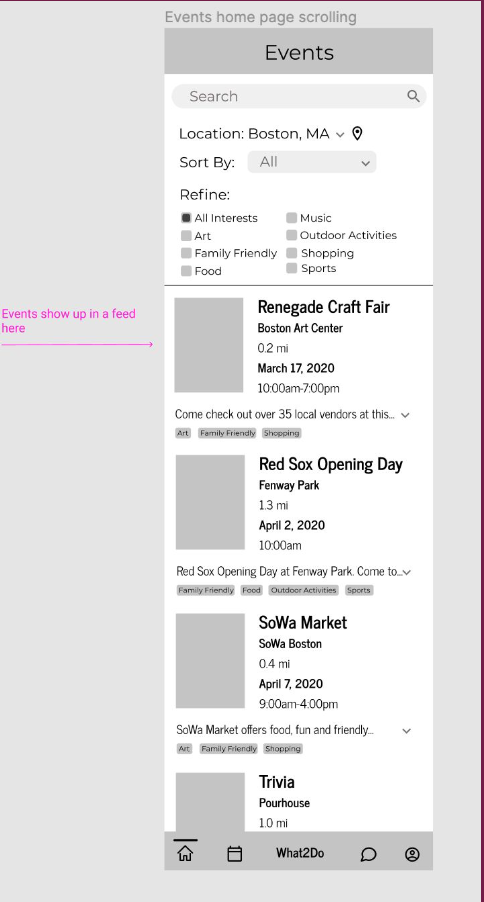 Events home page scrolling
Events
Search
Location: Boston, MA
Sort By: All
Refine:
All Interests
Music
Art
Outdoor Activities
Family Friendly
Shopping
Food
Sports
Events show up in a feed
here
Renegade Craft Fair
Boston Art Center
0.2 mi
March 17, 2020
10:00am-7:00pm
Come check out over 35 local vendors at this...
Art Family Friendly Shopping
Red Sox Opening Day
Fenway Park
1.3 mi
April 2, 2020
10:00am
Red Sox Opening Day at Fenway Park. Come to...
Family Friendly Food Outdoor Activities Sports
SoWa Market
SoWa Boston
0.4 mi
April 7, 2020
9:00am-4:00pm
SoWa Market offers food, fun and friendly...
Art Family Friendly Shopping
Trivia
Pourhouse
1.0 mi
What2Do